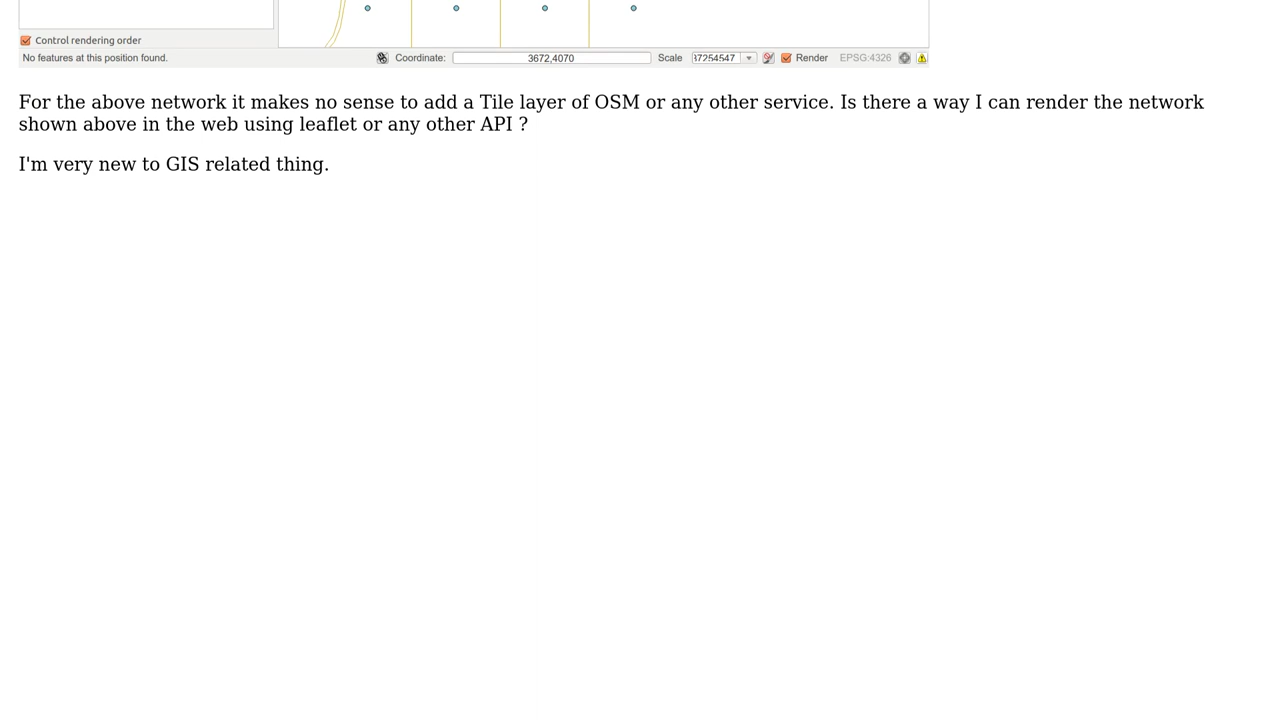 Control rendering order
No features at this position found. Coordinate: 3672,4070 Scale 37254547 Render EPSG:4326
For the above network it makes no sense to add a Tile layer of OSM or any other service. Is there a way I can render the network
shown above in the web using leaflet or any other API ?
I'm very new to GIS related thing.